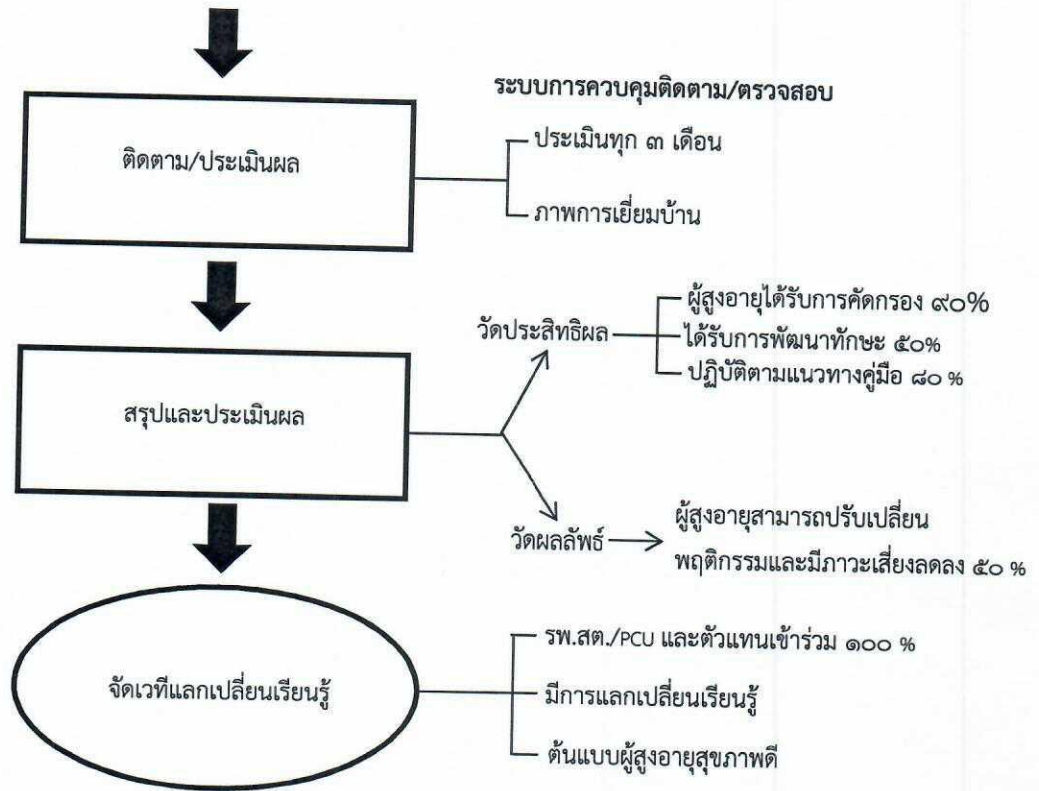 ระบบการควบคุมติดตาม/ตรวจสอบ
ติดตาม/ประเมินผล
ประเมินทุก ๓ เดือน
ภาพการเยี่ยมบ้าน
สรุปและประเมินผล
วัดประสิทธิผล
ผู้สูงอายุได้รับการคัดกรอง ๙๐%
ได้รับการพัฒนาทักษะ ๕๐%
ปฏิบัติตามแนวทางคู่มือ ๘๐ %
วัดผลลัพธ์
ผู้สูงอายุสามารถปรับเปลี่ยน
พฤติกรรมและมีภาวะเสี่ยงลดลง ๕๐ %
จัดเวทีแลกเปลี่ยนเรียนรู้
รพ.สต./PCU และตัวแทนเข้าร่วม ๑๐๐ %
มีการแลกเปลี่ยนเรียนรู้
ต้นแบบผู้สูงอายุสุขภาพดี